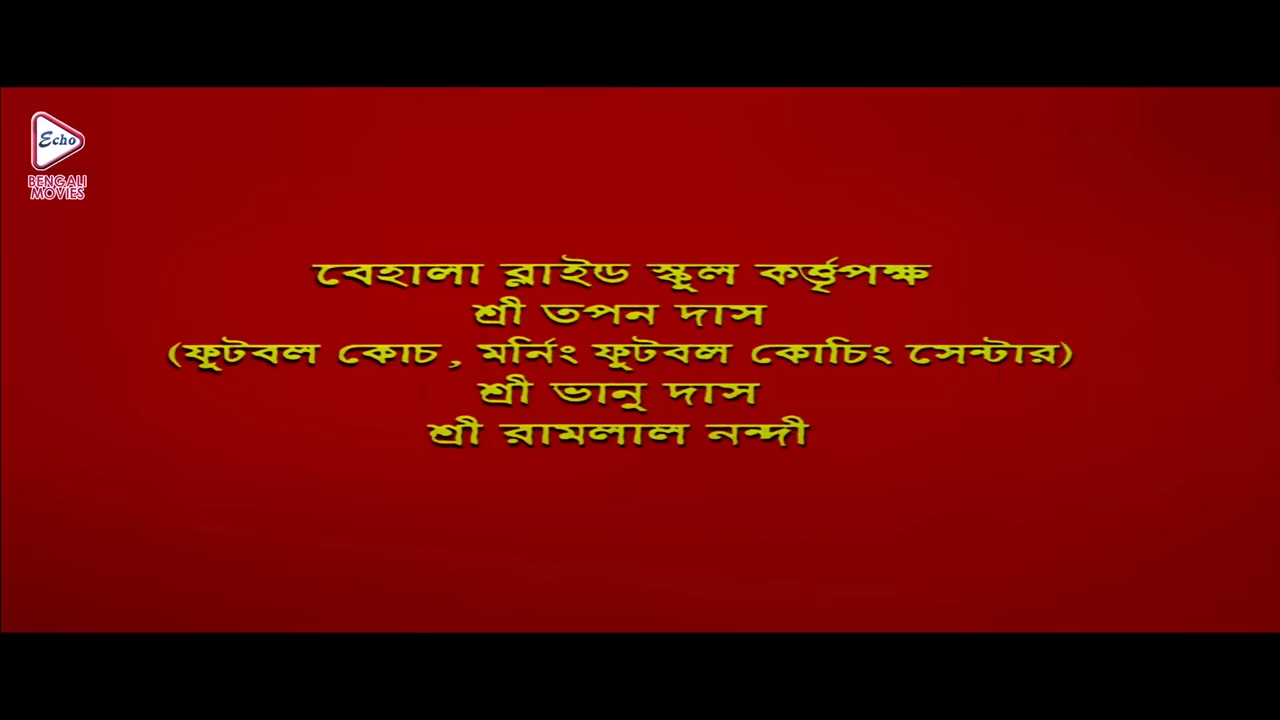 Echo
BENGALI
MOVIES
বেহালা ব্লাইন্ড স্কুল কর্ত্তৃপক্ষ
শ্রী তপন দাস
(ফুটবল কোচ, মর্নিং ফুটবল কোচিং সেন্টার)
শ্রী ভানু দাস
শ্রী রামলাল নন্দী